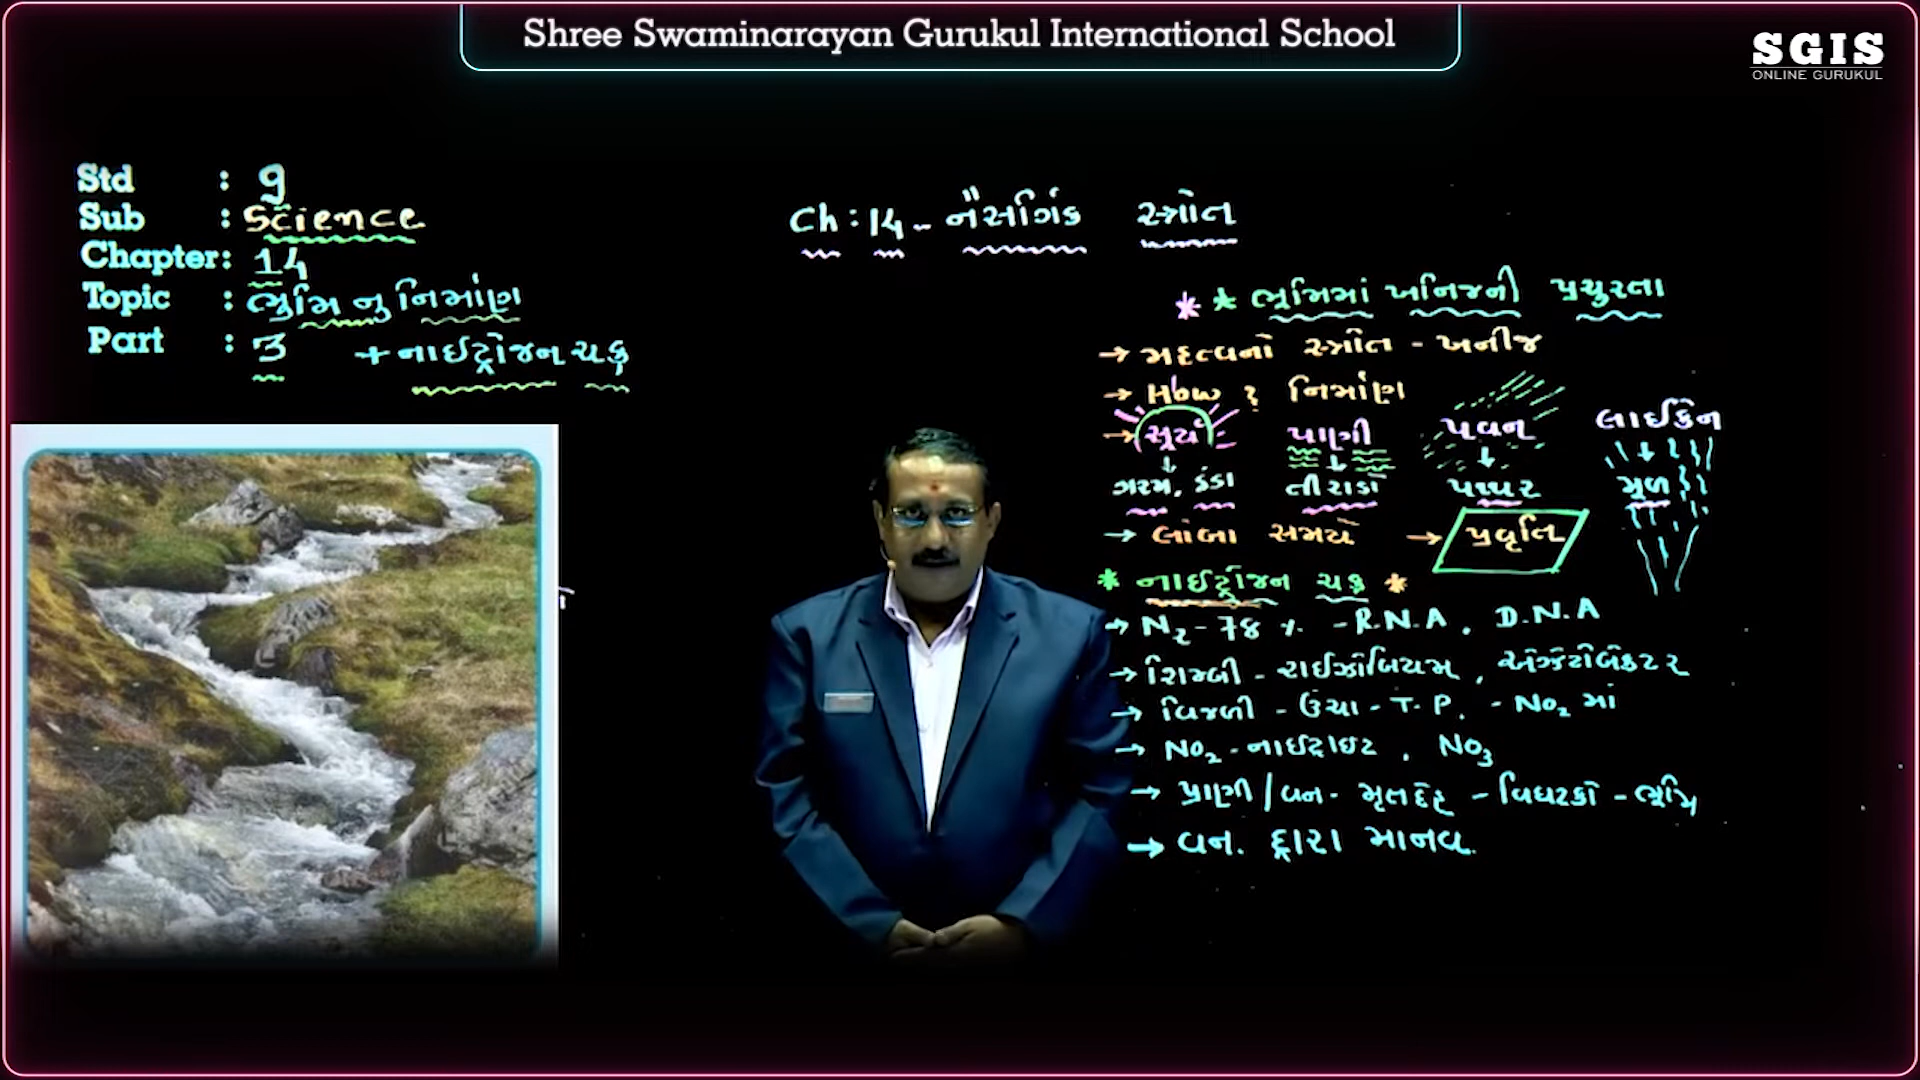 Shree Swaminarayan Gurukul International School
SGIS
ONLINE GURUKUL
Std : 9
Sub : Science
Chapter : 14
Topic : ભુમિ નુ નિર્માણ
Part : 3 + નાઈટ્રોજન ચક્ર
Ch : 14 - નૈસર્ગિક સ્ત્રોત
* * ભૂમિમાં ખનિજની પ્રચુરતા
→ મહત્વનો સ્ત્રોત - ખનીજ
→ How ? નિર્માણ
→ સૂર્ય પાણી પવન લાઈકેન
↓ ↓ ↓ ↓
ગરમ, ઠંડા તીરાડો પથ્થર મૂળ
→ લાંબા સમયે → પ્રવૃતિ
* નાઈટ્રોજન ચક્ર *
→ N2 - 78 % - R.N.A , D.N.A
→ શિમ્બી - રાઈઝોબિયમ , એઝેટોબેક્ટર
→ વિજળી - ઉંચા - T. P. - NO2 માં
→ NO2 - નાઈટ્રાઇટ , NO3
→ પ્રાણી / વન - મૃતદેહ - વિઘટકો - ભૂમિ
→ વન. દ્વારા માનવ.